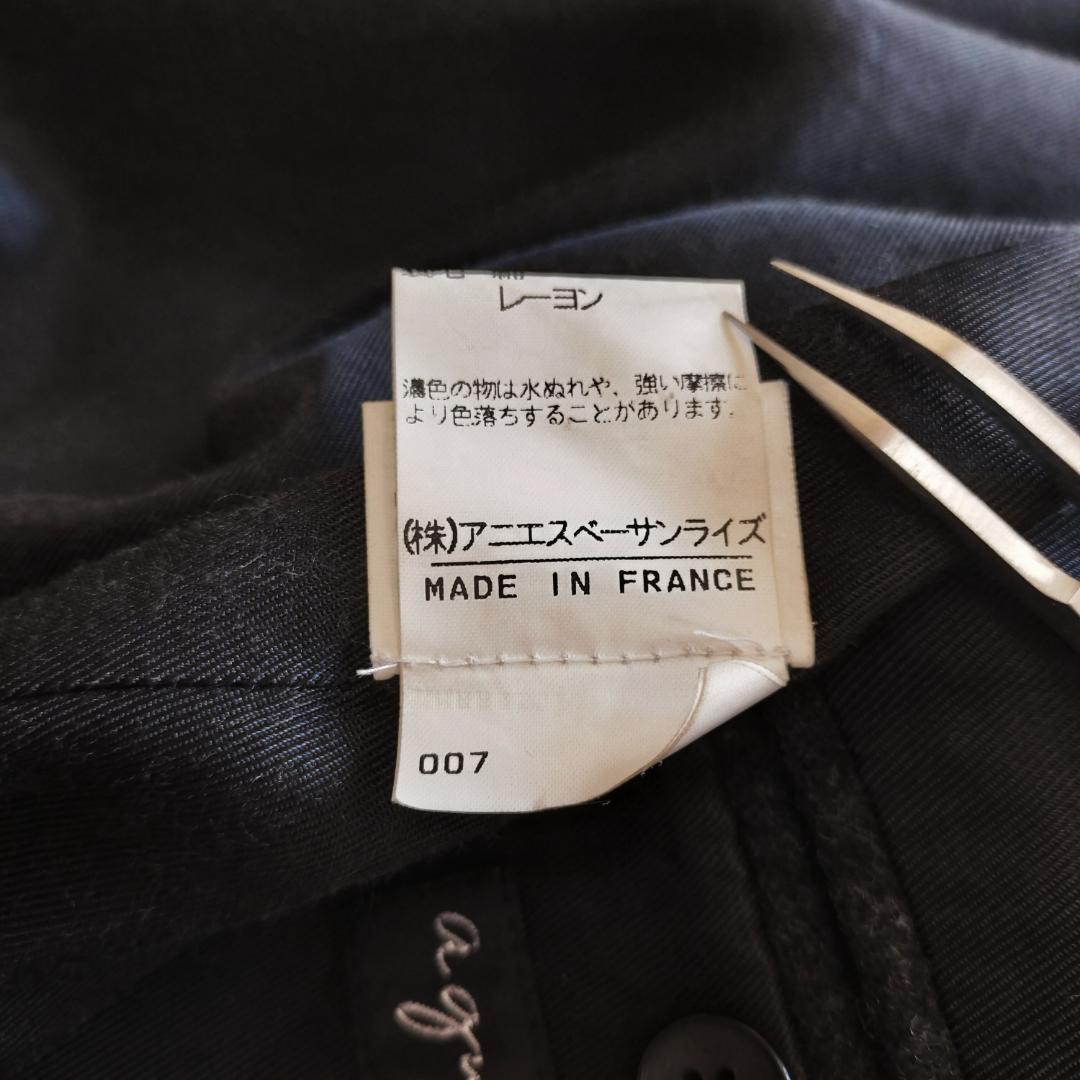 レーヨン
濃色の物は水ぬれや、強い摩擦に
より色落ちすることがあります.
(株)アニエスベーサンライズ
MADE IN FRANCE
007